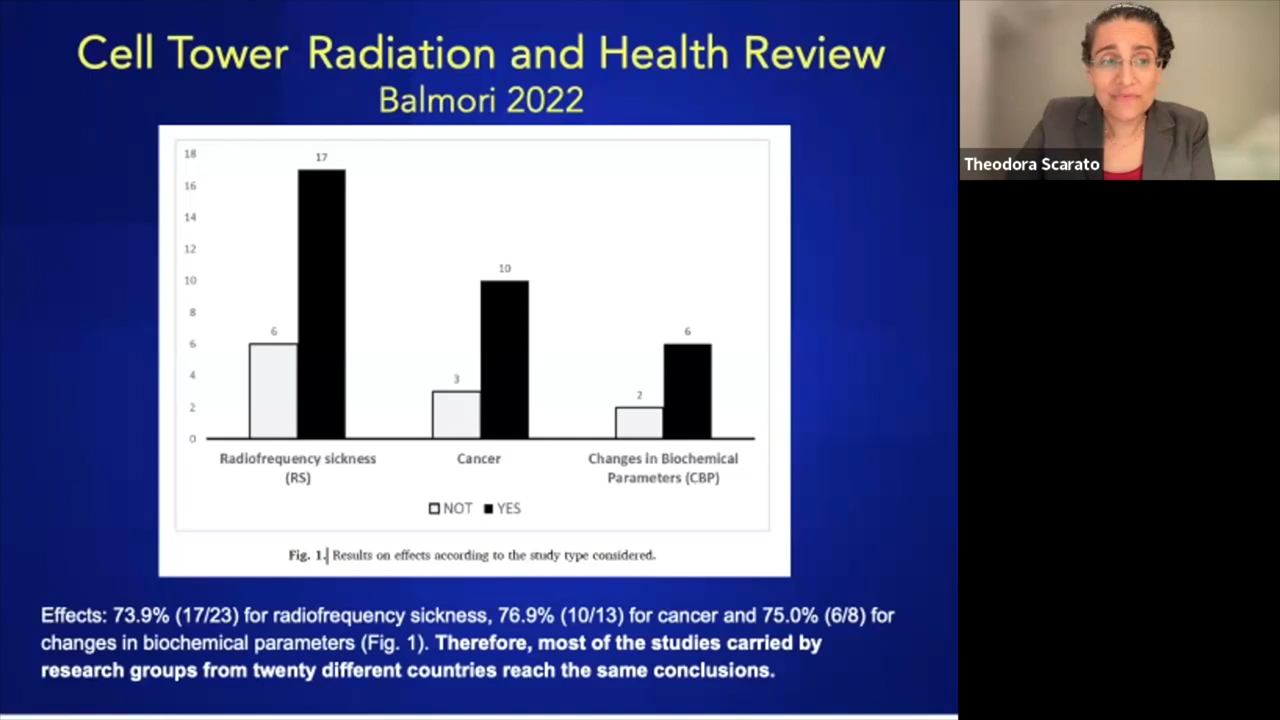 Cell Tower Radiation and Health Review
Balmori 2022
18
16
14
12
10
8
6
4
2
0
6
17
3
10
2
6
Radiofrequency sickness
(RS)
Cancer
Changes in Biochemical
Parameters (CBP)
NOT YES
Fig. 1. Results on effects according to the study type considered.
Effects: 73.9% (17/23) for radiofrequency sickness, 76.9% (10/13) for cancer and 75.0% (6/8) for
changes in biochemical parameters (Fig. 1). Therefore, most of the studies carried by
research groups from twenty different countries reach the same conclusions.
Theodora Scarato